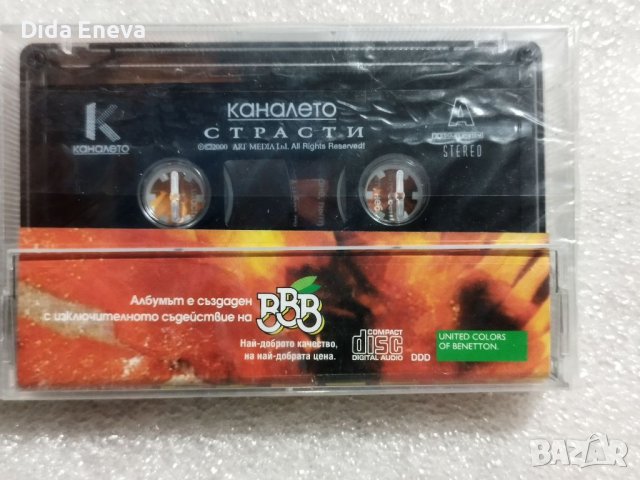 Dida Eneva
К
каналето
каналето
СТРАСТИ
©℗2000 ART MEDIA Ltd. All Rights Reserved!
A
STEREO
Албумът е създаден
с изключителното съдействие на
BBB
Най-доброто качество,
на най-добрата цена.
COMPACT
disc
DIGITAL AUDIO
DDD
UNITED COLORS
OF BENETTON.
BAZAR